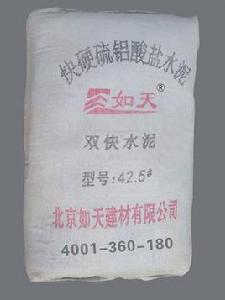 快硬硫铝酸盐水泥
如天®
双快水泥
型号:42.5#
北京如天建材有限公司
4001-360-180